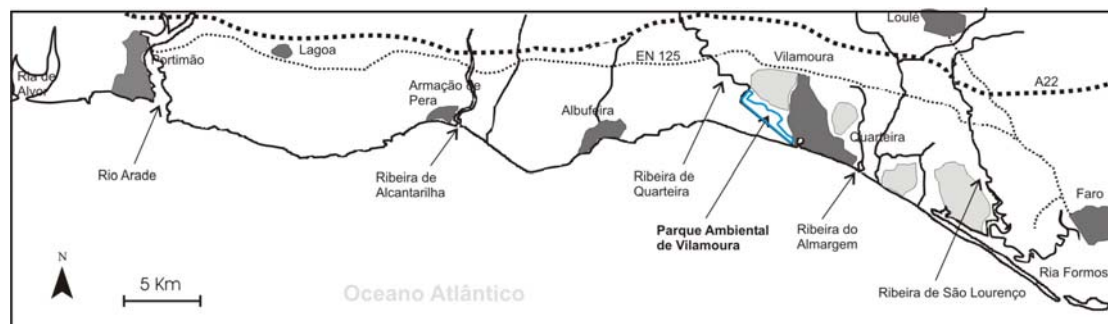 Loulé
Lagoa
EN 125
Vilamoura
Portimão
Ria de
Alvor
A22
Armação de
Pera
Albufeira
Quarteira
Rio Arade
Ribeira de
Alcantarilha
Ribeira de
Quarteira
Parque Ambiental
de Vilamoura
Ribeira do
Almargem
Faro
Ria Formos
Ribeira de São Lourenço
N
5 Km
Oceano Atlântico